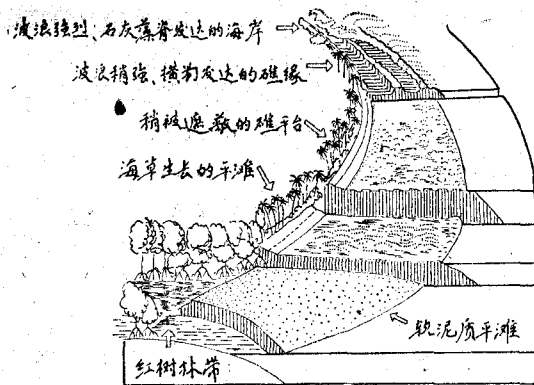 波浪强烈、石灰藻脊发达的海岸
波浪稍强、横沟发达的礁缘
稍被遮蔽的礁平台
海草生长的平滩
软泥质平滩
红树林带